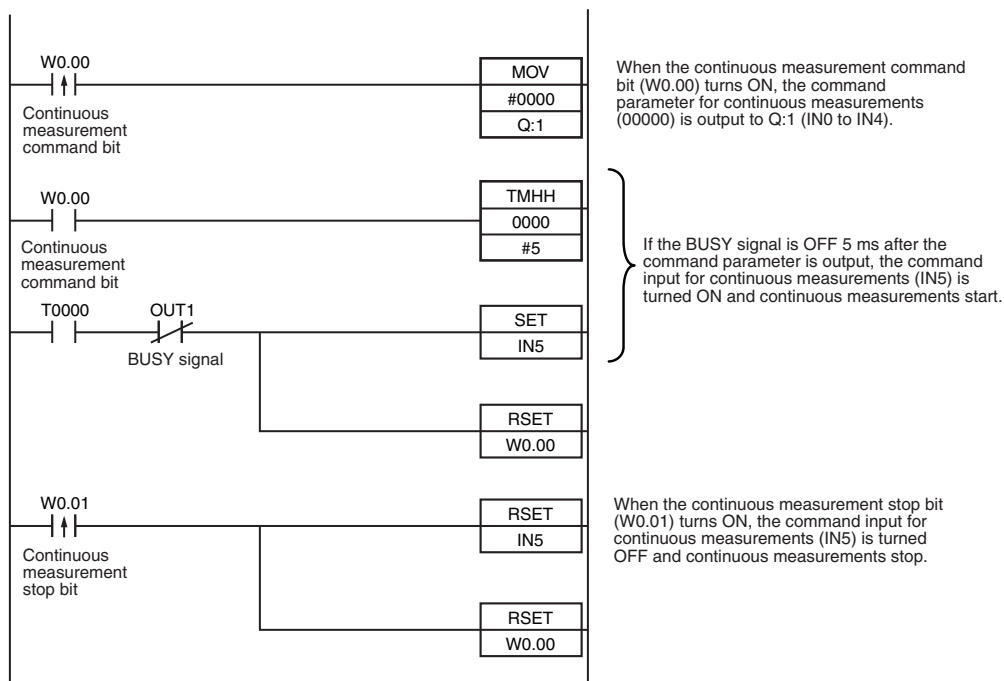 W0.00
Continuous
measurement
command bit
MOV
#0000
Q:1
When the continuous measurement command
bit (W0.00) turns ON, the command
parameter for continuous measurements
(00000) is output to Q:1 (IN0 to IN4).
W0.00
Continuous
measurement
command bit
TMHH
0000
#5
If the BUSY signal is OFF 5 ms after the
command parameter is output, the command
input for continuous measurements (IN5) is
turned ON and continuous measurements start.
T0000
OUT1
BUSY signal
SET
IN5
RSET
W0.00
W0.01
Continuous
measurement
stop bit
RSET
IN5
When the continuous measurement stop bit
(W0.01) turns ON, the command input for
continuous measurements (IN5) is turned
OFF and continuous measurements stop.
RSET
W0.00